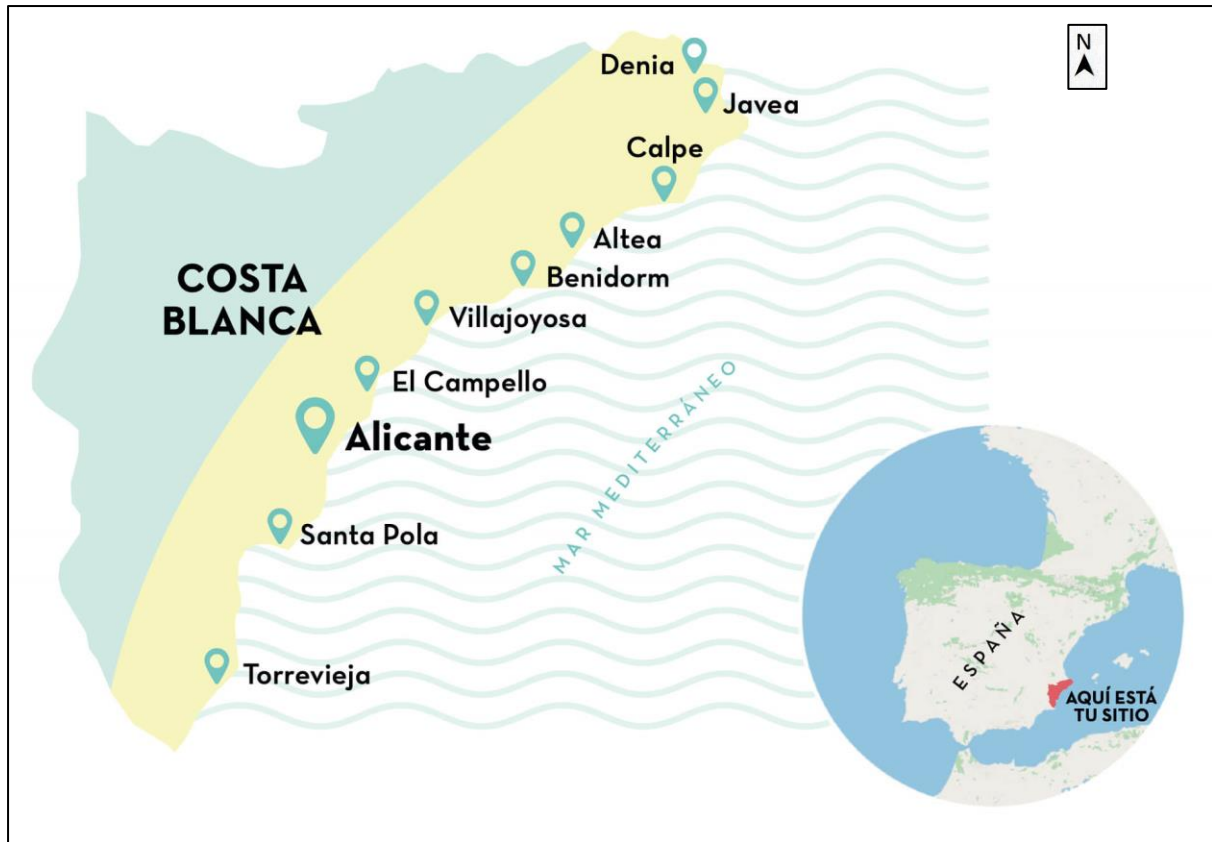 N
Denia
Javea
Calpe
Altea
Benidorm
COSTA
BLANCA
Villajoyosa
El Campello
Alicante
MAR MEDITERRÁNEO
Santa Pola
Torrevieja
ESPAÑA
AQUÍ ESTÁ
TU SITIO